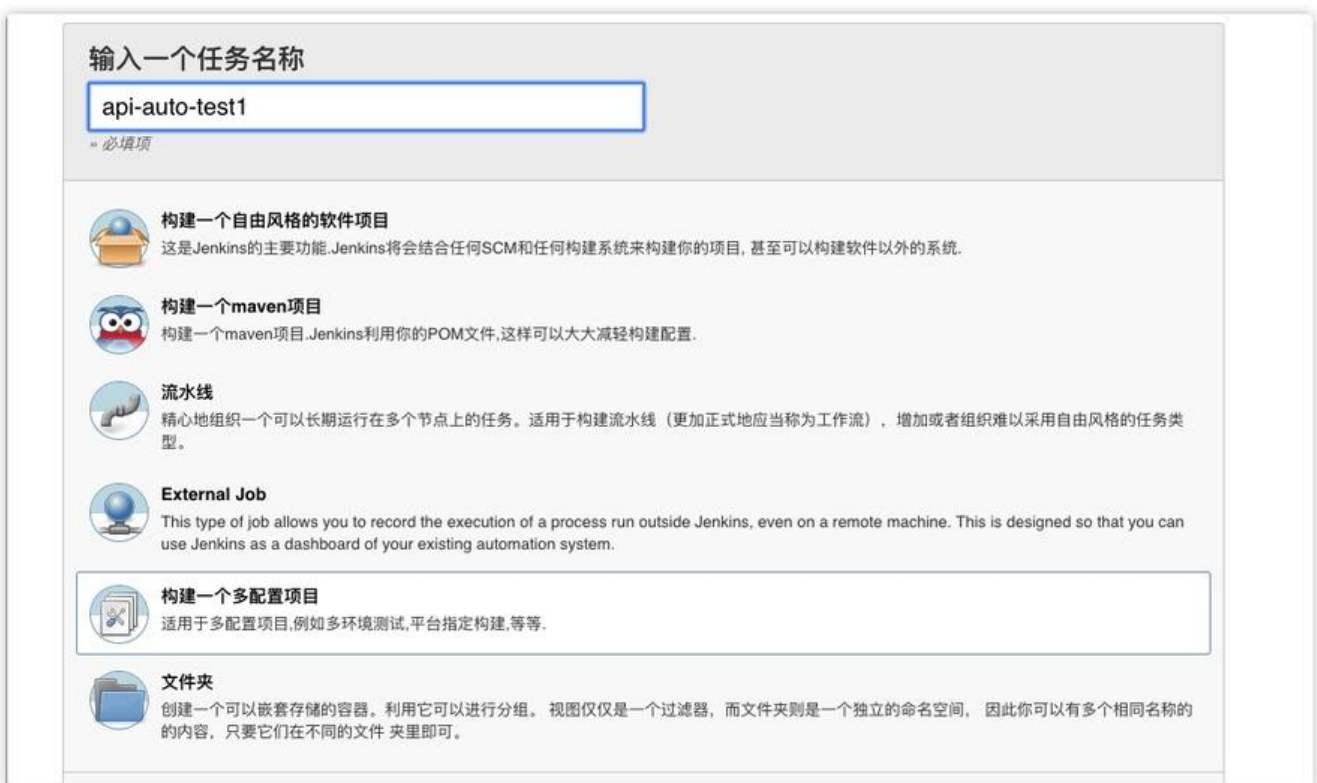 输入一个任务名称
api-auto-test1
» 必填项
构建一个自由风格的软件项目
这是Jenkins的主要功能.Jenkins将会结合任何SCM和任何构建系统来构建你的项目, 甚至可以构建软件以外的系统.
构建一个maven项目
构建一个maven项目.Jenkins利用你的POM文件,这样可以大大减轻构建配置.
流水线
精心地组织一个可以长期运行在多个节点上的任务。适用于构建流水线（更加正式地应当称为工作流），增加或者组织难以采用自由风格的任务类
型。
External Job
This type of job allows you to record the execution of a process run outside Jenkins, even on a remote machine. This is designed so that you can
use Jenkins as a dashboard of your existing automation system.
构建一个多配置项目
适用于多配置项目,例如多环境测试,平台指定构建,等等.
文件夹
创建一个可以嵌套存储的容器。利用它可以进行分组。 视图仅仅是一个过滤器，而文件夹则是一个独立的命名空间， 因此你可以有多个相同名称的
的内容，只要它们在不同的文件 夹里即可。